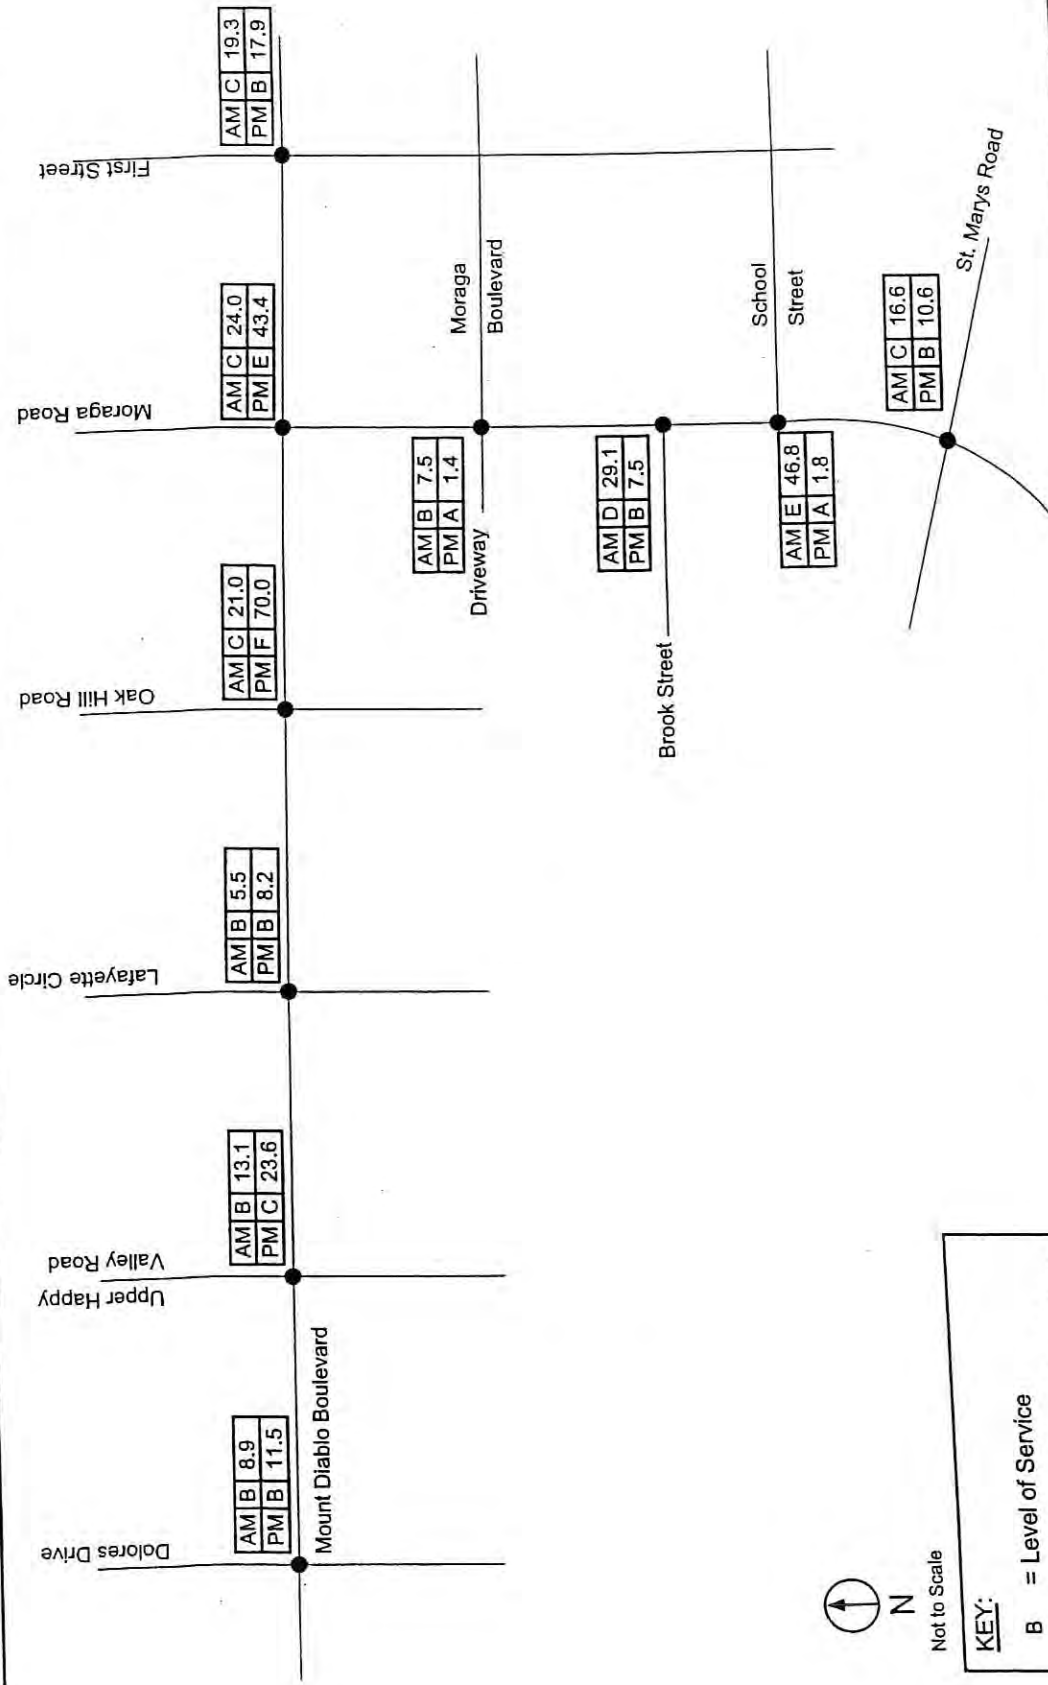 Dolores Drive
AM B 8.9
PM B 11.5
Mount Diablo Boulevard
Upper Happy
Valley Road
AM B 13.1
PM C 23.6
Lafayette Circle
AM B 5.5
PM B 8.2
Oak Hill Road
AM C 21.0
PM F 70.0
Moraga Road
AM C 24.0
PM E 43.4
First Street
AM C 19.3
PM B 17.9
AM B 7.5
PM A 1.4
Driveway
Moraga
Boulevard
AM D 29.1
PM B 7.5
Brook Street
AM E 46.8
PM A 1.8
School
Street
AM C 16.6
PM B 10.6
St. Marys Road
N
Not to Scale
KEY:
B = Level of Service